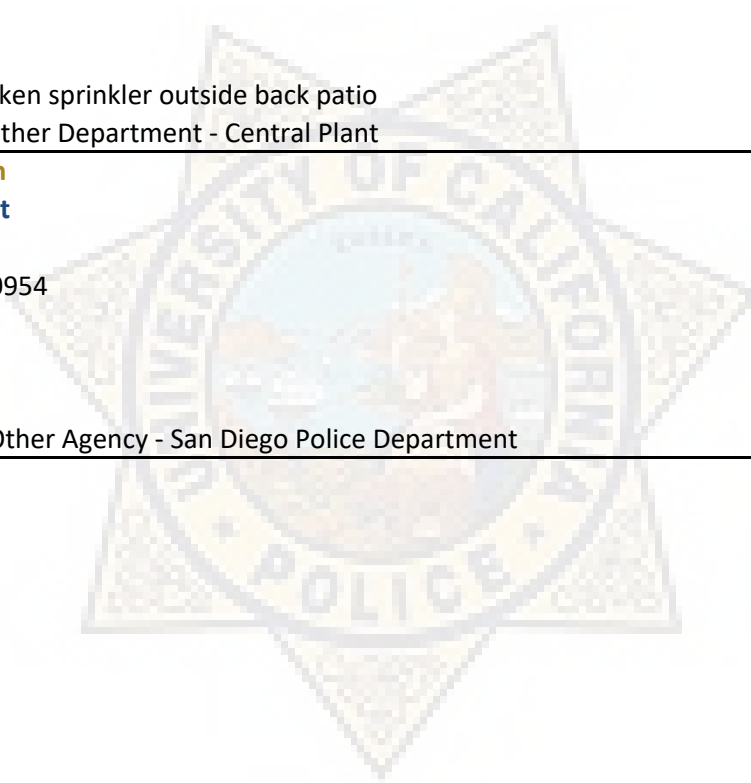 ken sprinkler outside back patio
ther Department - Central Plant
n
t
0954
Other Agency - San Diego Police Department
UNIVERSITY OF CALIFORNIA
POLICE